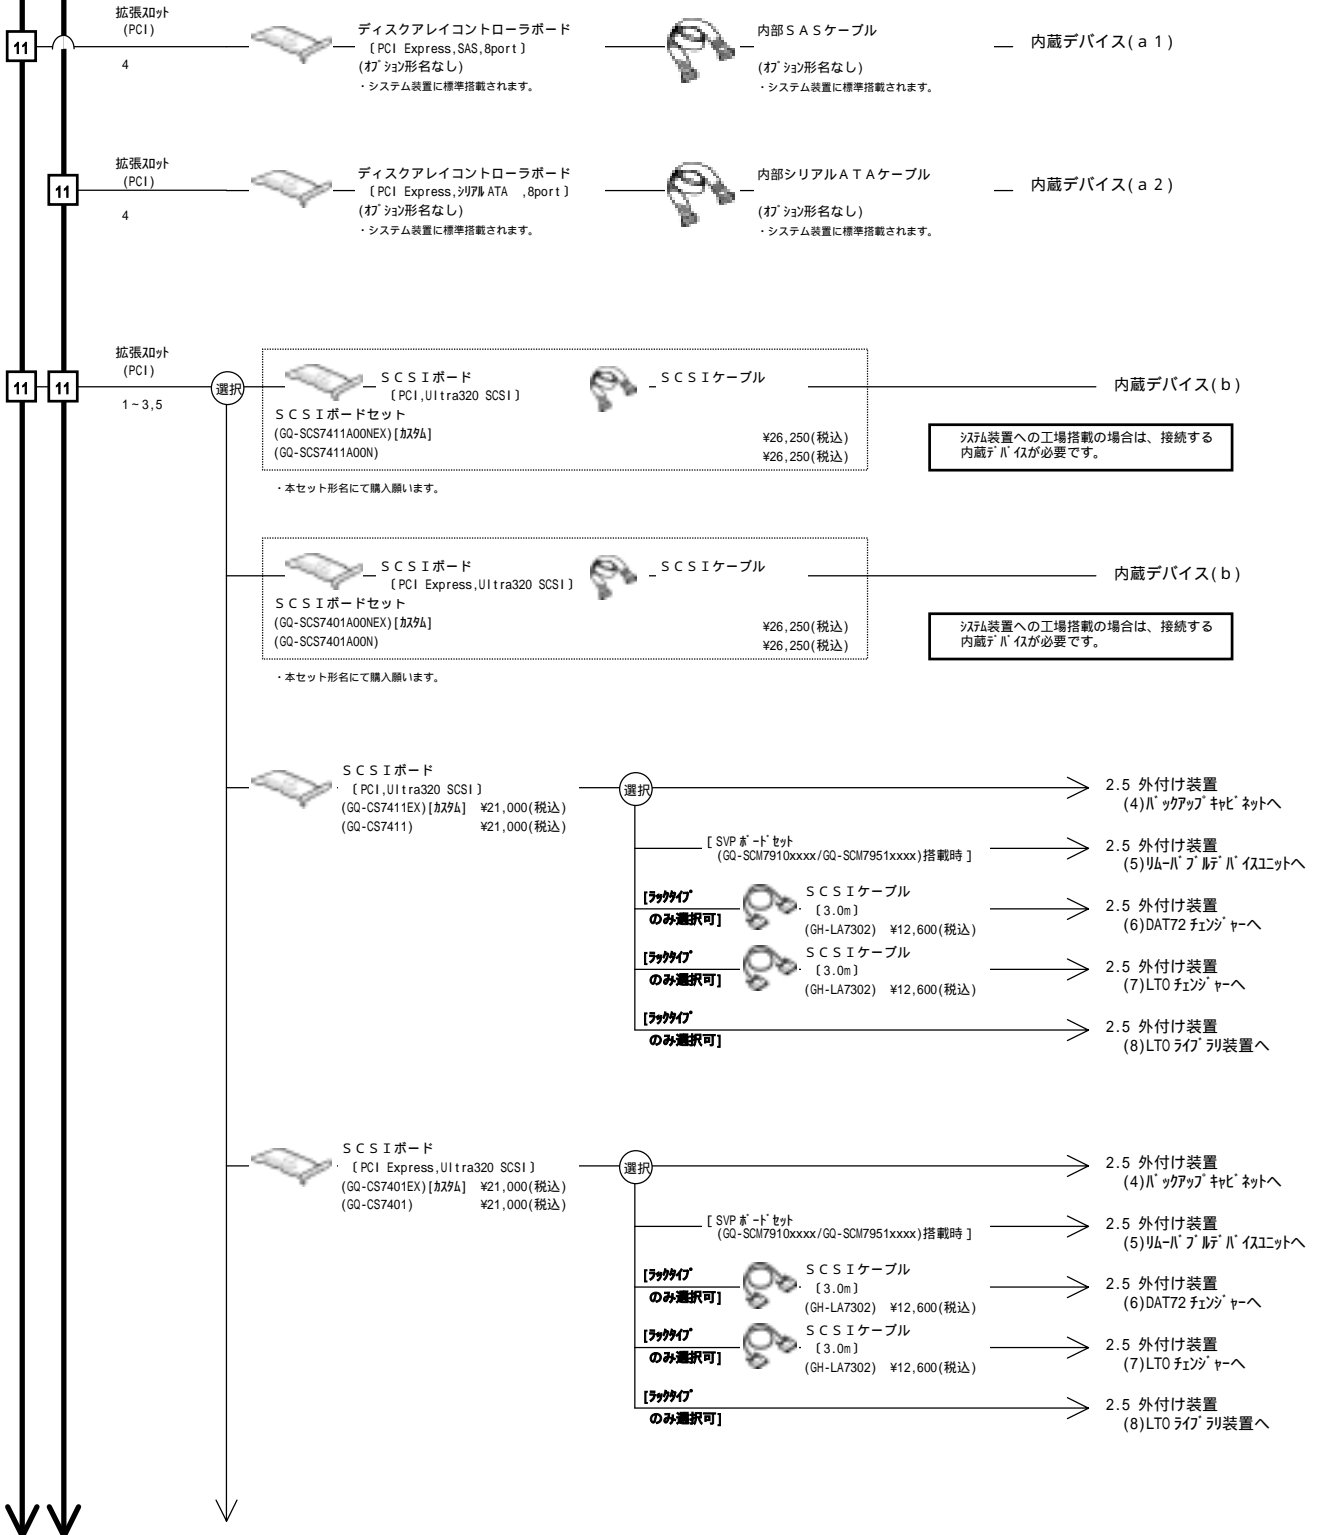 拡張スロット
(PCI)
11
4
ディスクアレイコントローラボード
〔PCI Express,SAS,8port〕
(オプション形名なし)
・システム装置に標準搭載されます。
内部ＳＡＳケーブル
(オプション形名なし)
・システム装置に標準搭載されます。
内蔵デバイス(ａ１)
拡張スロット
(PCI)
11
4
ディスクアレイコントローラボード
〔PCI Express,シリアルATA ,8port〕
(オプション形名なし)
・システム装置に標準搭載されます。
内部シリアルＡＴＡケーブル
(オプション形名なし)
・システム装置に標準搭載されます。
内蔵デバイス(ａ２)
拡張スロット
(PCI)
11 11
1~3,5
選択
ＳＣＳＩボード
〔PCI,Ultra320 SCSI〕
ＳＣＳＩケーブル
内蔵デバイス(ｂ)
ＳＣＳＩボードセット
(GQ-SCS7411A00NEX)[カスタム] ¥26,250(税込)
(GQ-SCS7411A00N) ¥26,250(税込)
システム装置への工場搭載の場合は、接続する
内蔵デバイスが必要です。
・本セット形名にて購入願います。
ＳＣＳＩボード
〔PCI Express,Ultra320 SCSI〕
ＳＣＳＩケーブル
内蔵デバイス(ｂ)
ＳＣＳＩボードセット
(GQ-SCS7401A00NEX)[カスタム] ¥26,250(税込)
(GQ-SCS7401A00N) ¥26,250(税込)
システム装置への工場搭載の場合は、接続する
内蔵デバイスが必要です。
・本セット形名にて購入願います。
ＳＣＳＩボード
〔PCI,Ultra320 SCSI〕
(GQ-CS7411EX)[カスタム] ¥21,000(税込)
(GQ-CS7411) ¥21,000(税込)
選択
2.5 外付け装置
(4)バックアップキャビネットへ
[SVPボードセット
(GQ-SCM7910xxxx/GQ-SCM7951xxxx)搭載時]
2.5 外付け装置
(5)リムーバブルデバイスユニットへ
[ラックタイプ
のみ選択可]
ＳＣＳＩケーブル
〔3.0m〕
(GH-LA7302) ¥12,600(税込)
2.5 外付け装置
(6)DAT72チェンジャーへ
[ラックタイプ
のみ選択可]
ＳＣＳＩケーブル
〔3.0m〕
(GH-LA7302) ¥12,600(税込)
2.5 外付け装置
(7)LTOチェンジャーへ
[ラックタイプ
のみ選択可]
2.5 外付け装置
(8)LTOライブラリ装置へ
ＳＣＳＩボード
〔PCI Express,Ultra320 SCSI〕
(GQ-CS7401EX)[カスタム] ¥21,000(税込)
(GQ-CS7401) ¥21,000(税込)
選択
2.5 外付け装置
(4)バックアップキャビネットへ
[SVPボードセット
(GQ-SCM7910xxxx/GQ-SCM7951xxxx)搭載時]
2.5 外付け装置
(5)リムーバブルデバイスユニットへ
[ラックタイプ
のみ選択可]
ＳＣＳＩケーブル
〔3.0m〕
(GH-LA7302) ¥12,600(税込)
2.5 外付け装置
(6)DAT72チェンジャーへ
[ラックタイプ
のみ選択可]
ＳＣＳＩケーブル
〔3.0m〕
(GH-LA7302) ¥12,600(税込)
2.5 外付け装置
(7)LTOチェンジャーへ
[ラックタイプ
のみ選択可]
2.5 外付け装置
(8)LTOライブラリ装置へ